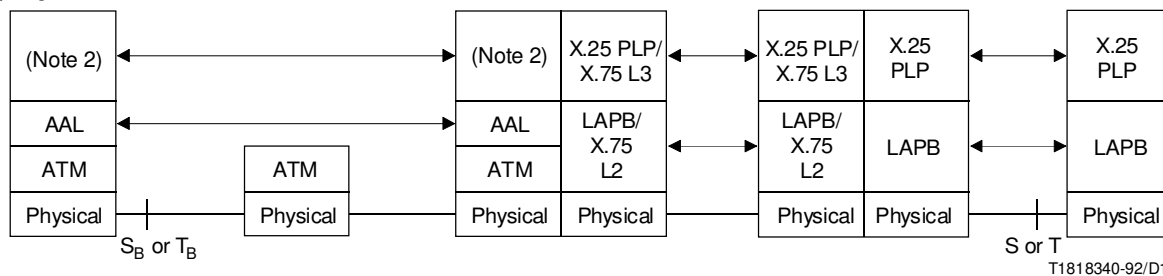 (Note 2)
AAL
ATM
Physical
S_B or T_B
ATM
Physical
(Note 2)
AAL
ATM
Physical
X.25 PLP/
X.75 L3
LAPB/
X.75
L2
Physical
X.25 PLP/
X.75 L3
LAPB/
X.75
L2
Physical
X.25
PLP
LAPB
Physical
S or T
X.25
PLP
LAPB
Physical
T1818340-92/D1